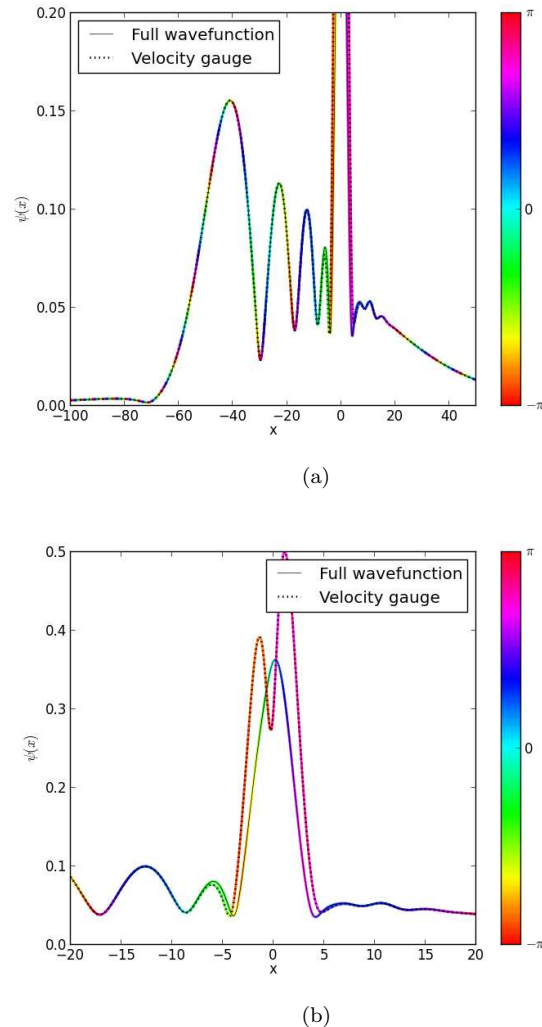 0.20
0.15
0.10
0.05
0.00
ψ(x)
Full wavefunction
Velocity gauge
−100 −80 −60 −40 −20 0 20 40
x
π
0
−π
(a)
0.5
0.4
0.3
0.2
0.1
0.0
ψ(x)
Full wavefunction
Velocity gauge
−20 −15 −10 −5 0 5 10 15 20
x
π
0
−π
(b)